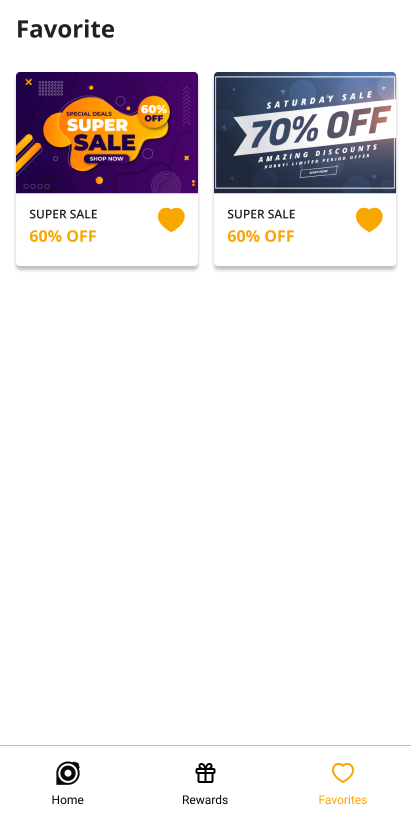 Favorite
SPECIAL DEALS
SUPER
SALE
SHOP NOW
60%
OFF
SUPER SALE
60% OFF
SATURDAY SALE
70% OFF
AMAZING DISCOUNTS
HURRY! LIMITED PERIOD OFFER
SHOP NOW
SUPER SALE
60% OFF
Home
Rewards
Favorites